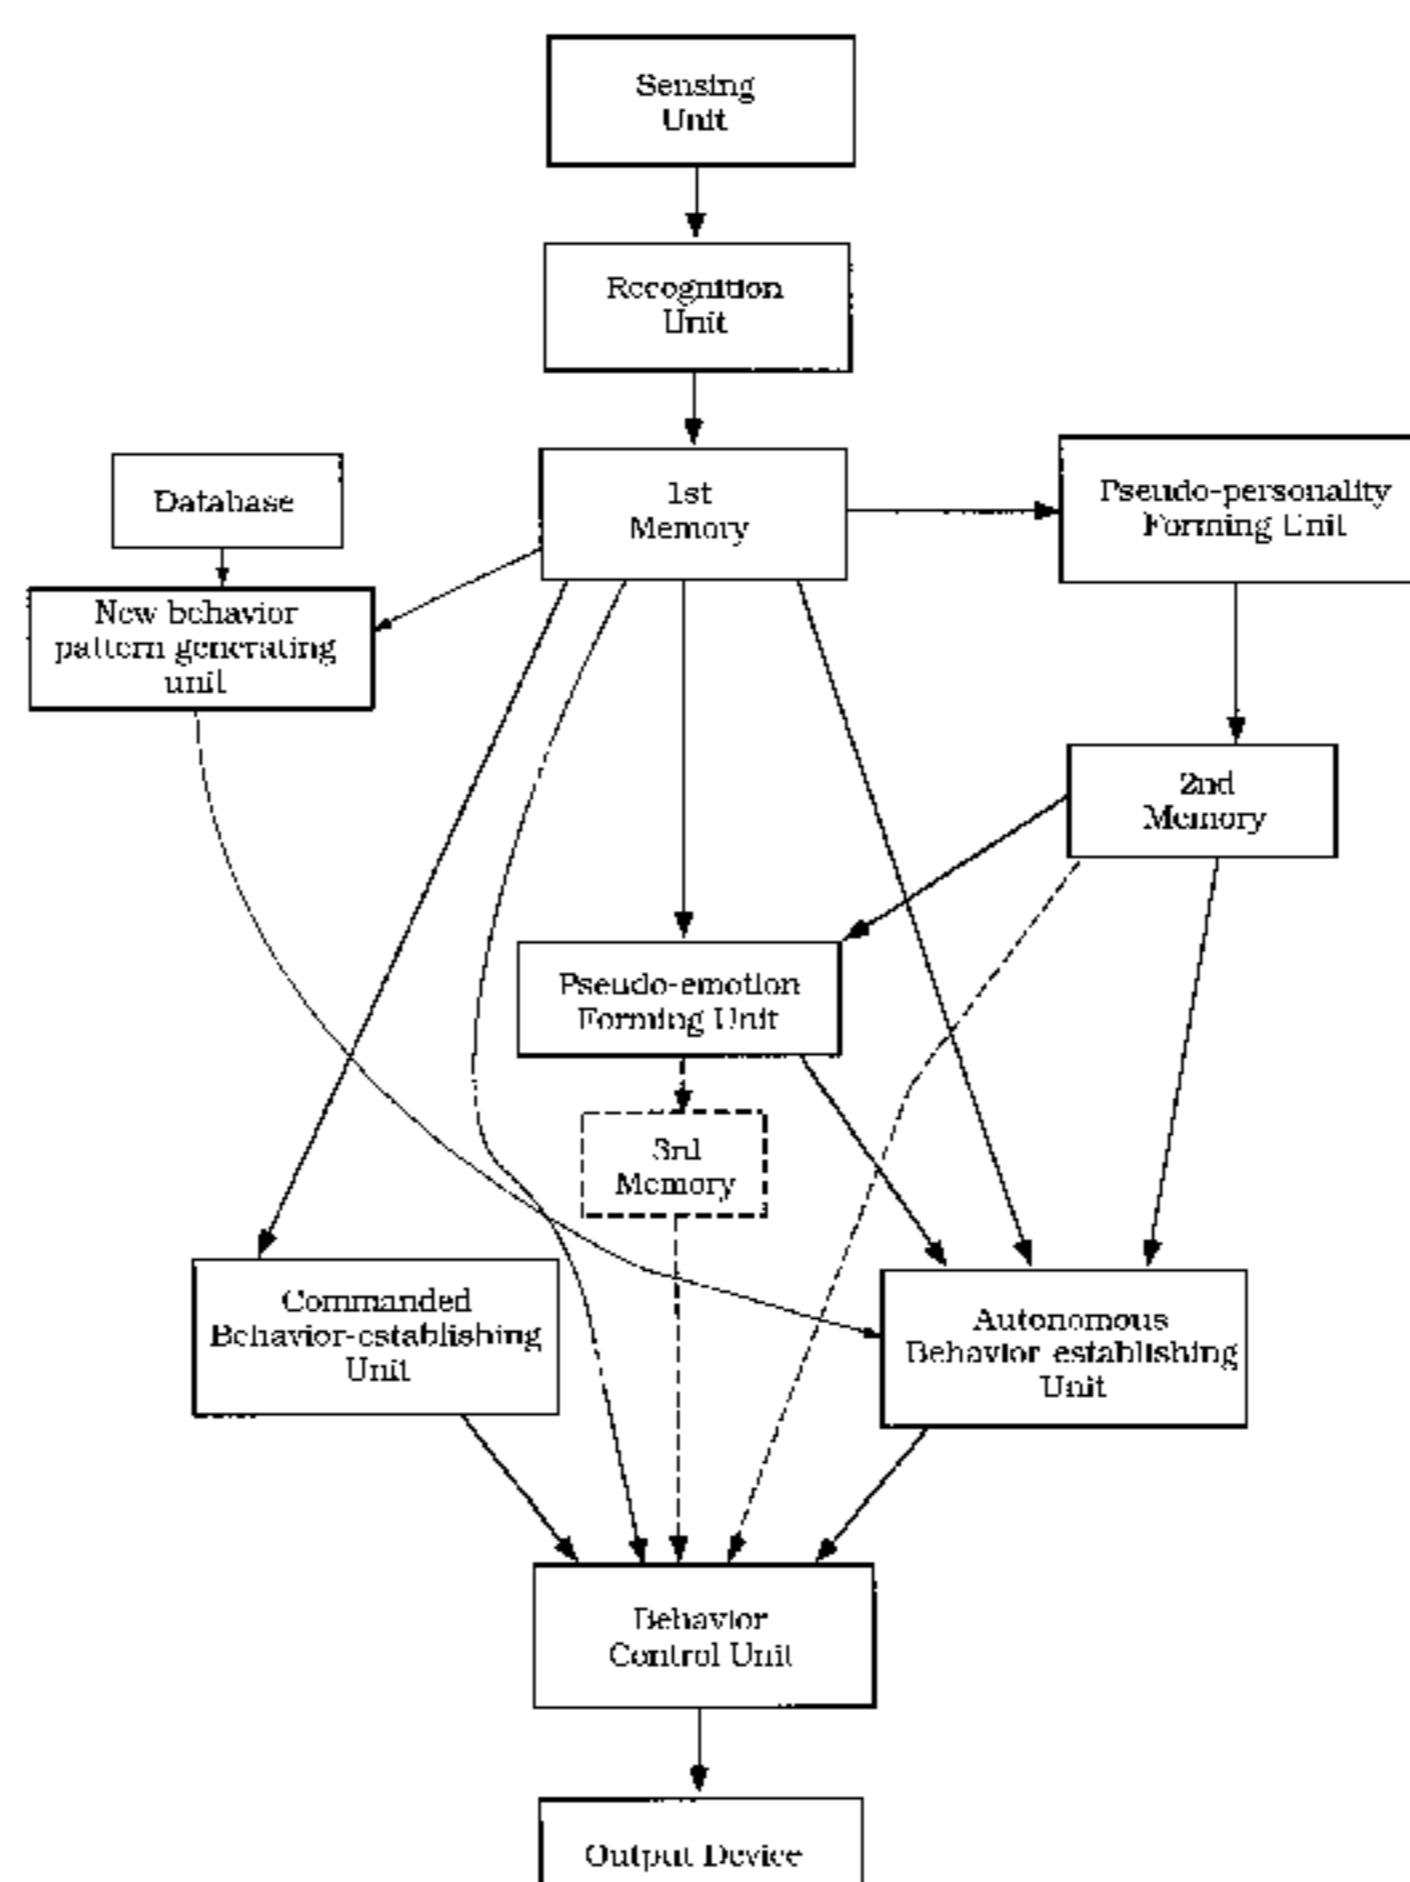 Sensing
Unit
Recognition
Unit
1st
Memory
Database
Pseudo-personality
Forming Unit
New behavior
pattern generating
unit
2nd
Memory
Pseudo-emotion
Forming Unit
3rd
Memory
Commanded
Behavior-establishing
Unit
Autonomous
Behavior establishing
Unit
Behavior
Control Unit
Output Device